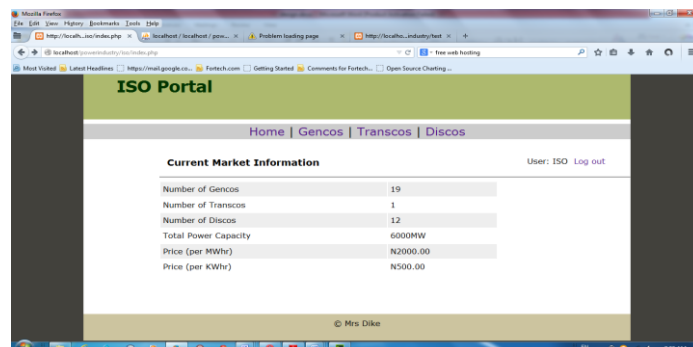 Mozilla Firefox
File Edit View History Bookmarks Tools Help
http://localh...iso/index.php × localhost / localhost / pow... × Problem loading page × http://localho...industry/test × +
localhost/powerindustry/iso/index.php free web hosting
Most Visited Latest Headlines https://mail.google.co... Fortech.com Getting Started Comments for Fortech... Open Source Charting ...
ISO Portal
Home | Gencos | Transcos | Discos
Current Market Information User: ISO Log out
Number of Gencos 19
Number of Transcos 1
Number of Discos 12
Total Power Capacity 6000MW
Price (per MWhr) N2000.00
Price (per KWhr) N500.00
© Mrs Dike